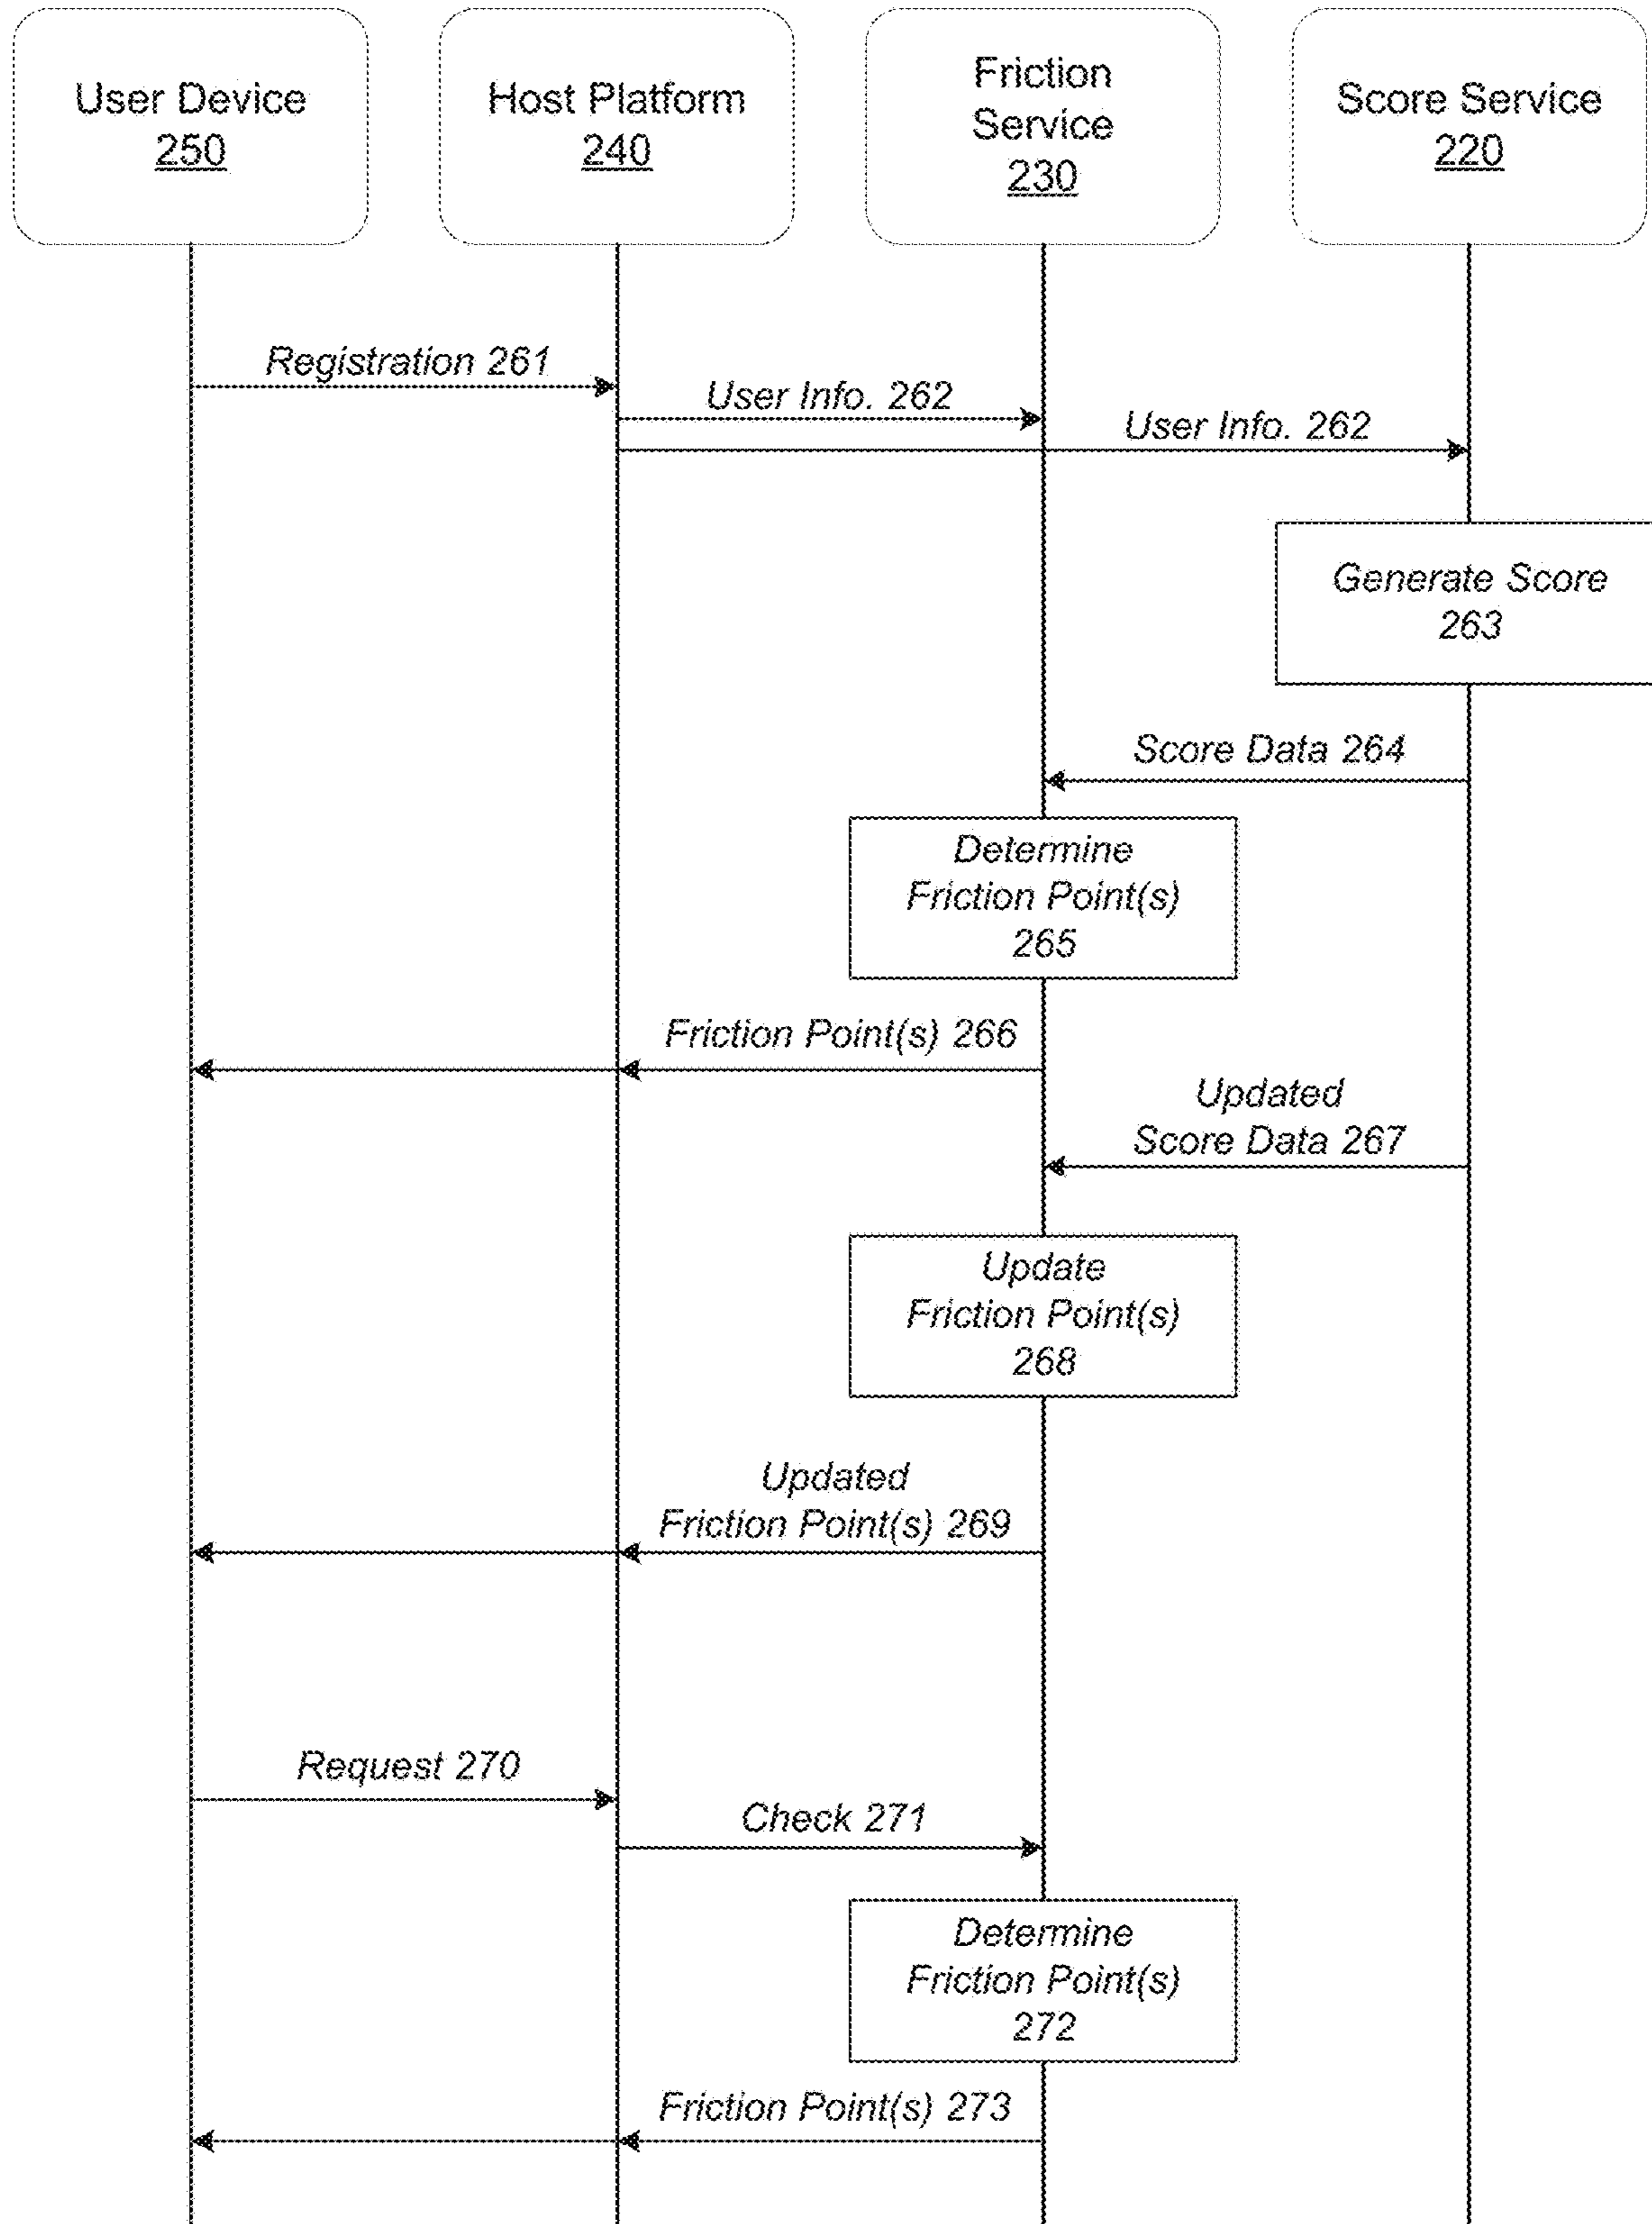 User Device
250
Host Platform
240
Friction
Service
230
Score Service
220
Registration 261
User Info. 262
User Info. 262
Generate Score
263
Score Data 264
Determine
Friction Point(s)
265
Friction Point(s) 266
Updated
Score Data 267
Update
Friction Point(s)
268
Updated
Friction Point(s) 269
Request 270
Check 271
Determine
Friction Point(s)
272
Friction Point(s) 273